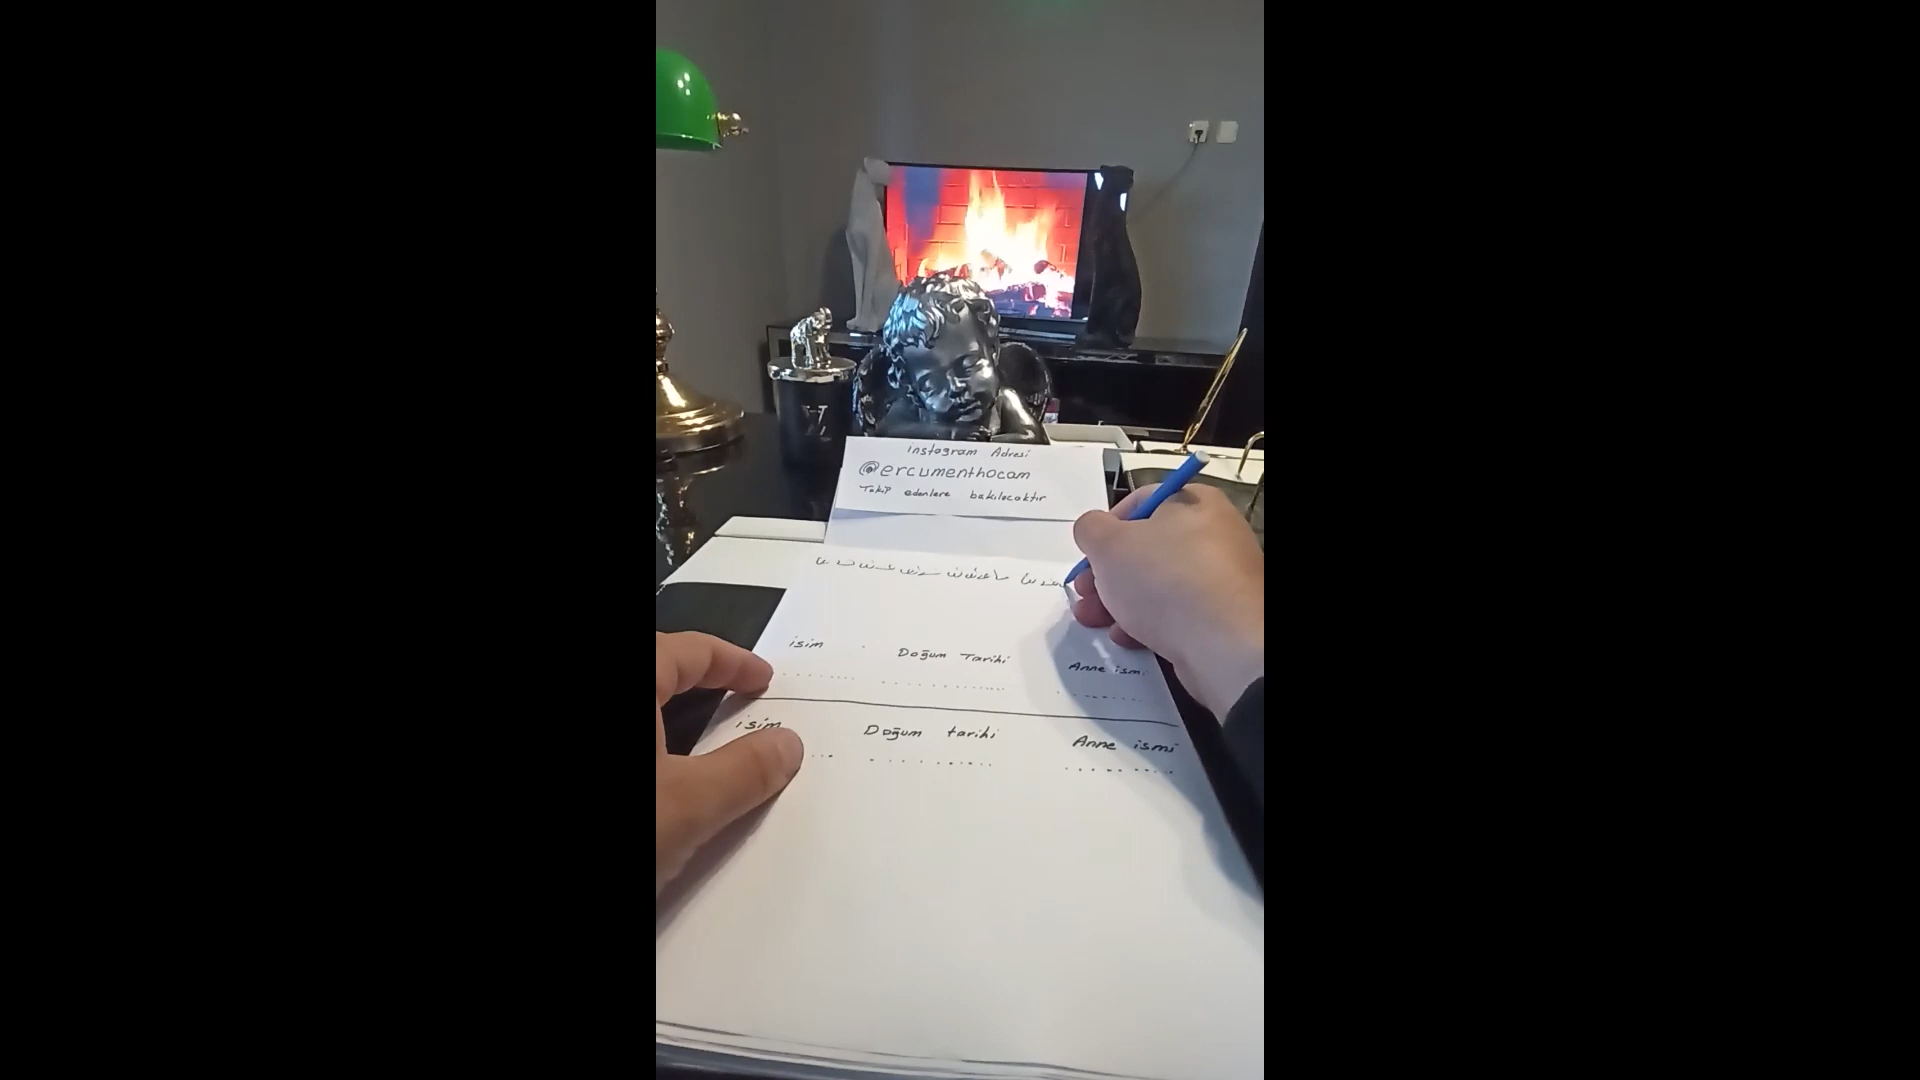 instagram Adresi
@ercumenthocam
Takip edenlere bakılacaktır
isim Doğum Tarihi Anne ismi
isim Doğum tarihi Anne ismi